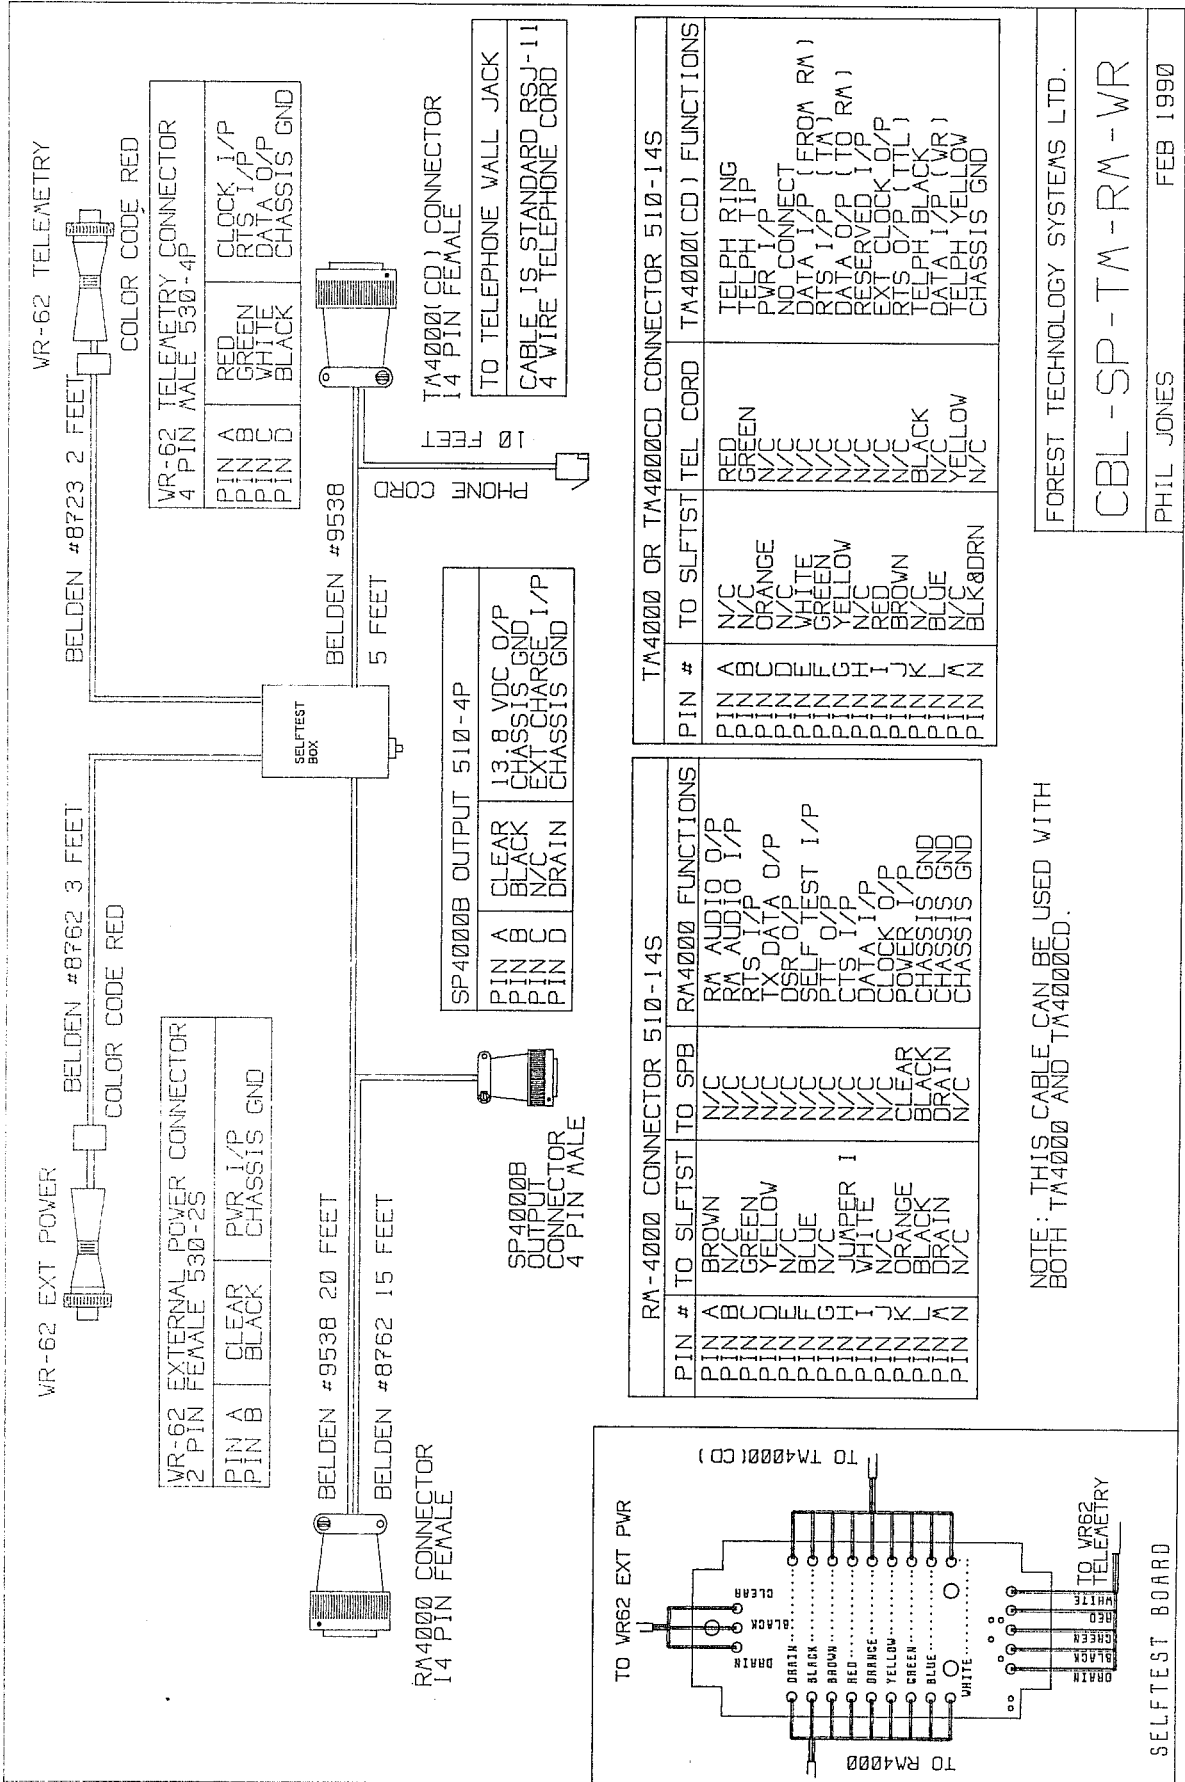 WR-62 EXT POWER
BELDEN #8762 3 FEET
COLOR CODE RED
WR-62 EXTERNAL POWER CONNECTOR
2 PIN FEMALE 530-2S
PIN A CLEAR PWR I/P
PIN B BLACK CHASSIS GND
BELDEN #8723 2 FEET
WR-62 TELEMETRY
COLOR CODE RED
WR-62 TELEMETRY CONNECTOR
4 PIN MALE 530-4P
PIN A RED CLOCK I/P
PIN B GREEN RTS I/P
PIN C WHITE DATA O/P
PIN D BLACK CHASSIS GND
SELFTEST
BOX
BELDEN #9538 20 FEET
BELDEN #8762 15 FEET
RM4000 CONNECTOR
14 PIN FEMALE
BELDEN #9538
5 FEET
PHONE CORD
10 FEET
TM4000(CD) CONNECTOR
14 PIN FEMALE
TO TELEPHONE WALL JACK
CABLE IS STANDARD RSJ-11
4 WIRE TELEPHONE CORD
SP4000B
OUTPUT
CONNECTOR
4 PIN MALE
SP4000B OUTPUT 510-4P
PIN A CLEAR 13.8 VDC O/P
PIN B BLACK CHASSIS GND
PIN C N/C EXT CHARGE I/P
PIN D DRAIN CHASSIS GND
TO WR62 EXT PWR
DRAIN
BLACK
CLEAR
TO RM4000
TO TM4000(CD)
DRAIN
BLACK
BROWN
RED
ORANGE
YELLOW
GREEN
BLUE
WHITE
DRAIN
BLACK
GREEN
RED
WHITE
TO WR62
TELEMETRY
SELFTEST BOARD
RM-4000 CONNECTOR 510-14S
PIN # TO SLFTST TO SPB RM4000 FUNCTIONS
PIN A BROWN N/C RM AUDIO O/P
PIN B N/C N/C RM AUDIO I/P
PIN C GREEN N/C RTS I/P
PIN D YELLOW N/C TX DATA O/P
PIN E N/C N/C DSR O/P
PIN F BLUE N/C SELF TEST I/P
PIN G N/C N/C PTT O/P
PIN H JUMPER I N/C CTS I/P
PIN I WHITE N/C DATA I/P
PIN J N/C N/C CLOCK O/P
PIN K ORANGE CLEAR POWER I/P
PIN L BLACK BLACK CHASSIS GND
PIN M DRAIN DRAIN CHASSIS GND
PIN N N/C N/C CHASSIS GND
TM4000 OR TM4000CD CONNECTOR 510-14S
PIN # TO SLFTST TEL CORD TM4000(CD) FUNCTIONS
PIN A N/C RED TELPH RING
PIN B N/C GREEN TELPH TIP
PIN C ORANGE N/C PWR I/P
PIN D N/C N/C NO CONNECT
PIN E WHITE N/C DATA I/P (FROM RM)
PIN F GREEN N/C RTS I/P (TM)
PIN G YELLOW N/C DATA O/P (TO RM)
PIN H N/C N/C RESERVED I/P
PIN I RED N/C EXT CLOCK O/P
PIN J BROWN N/C RTS O/P (TTL)
PIN K N/C BLACK TELPH BLACK
PIN L BLUE N/C DATA I/P (WR)
PIN M N/C YELLOW TELPH YELLOW
PIN N BLK&DRN N/C CHASSIS GND
NOTE: THIS CABLE CAN BE USED WITH
BOTH TM4000 AND TM4000CD.
FOREST TECHNOLOGY SYSTEMS LTD.
CBL-SP-TM-RM-WR
PHIL JONES FEB 1990